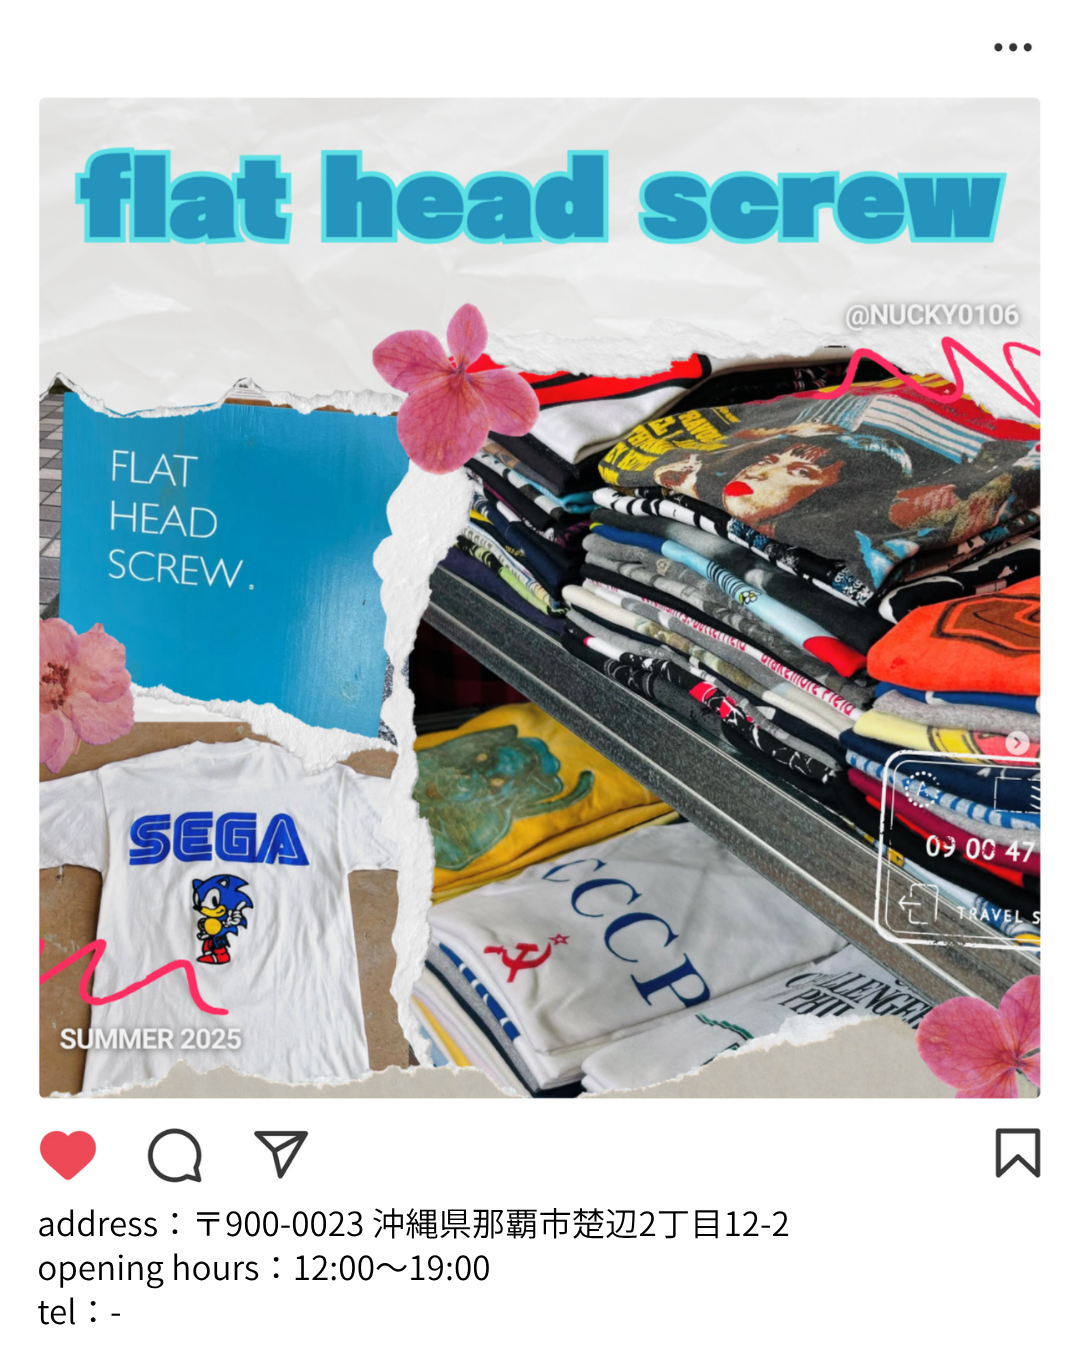 flat head screw
@NUCKY0106
FLAT
HEAD
SCREW.
SEGA
CCCP
09 00 47
TRAVEL S
SUMMER 2025
address：〒900-0023 沖縄県那覇市楚辺2丁目12-2
opening hours：12:00～19:00
tel：-